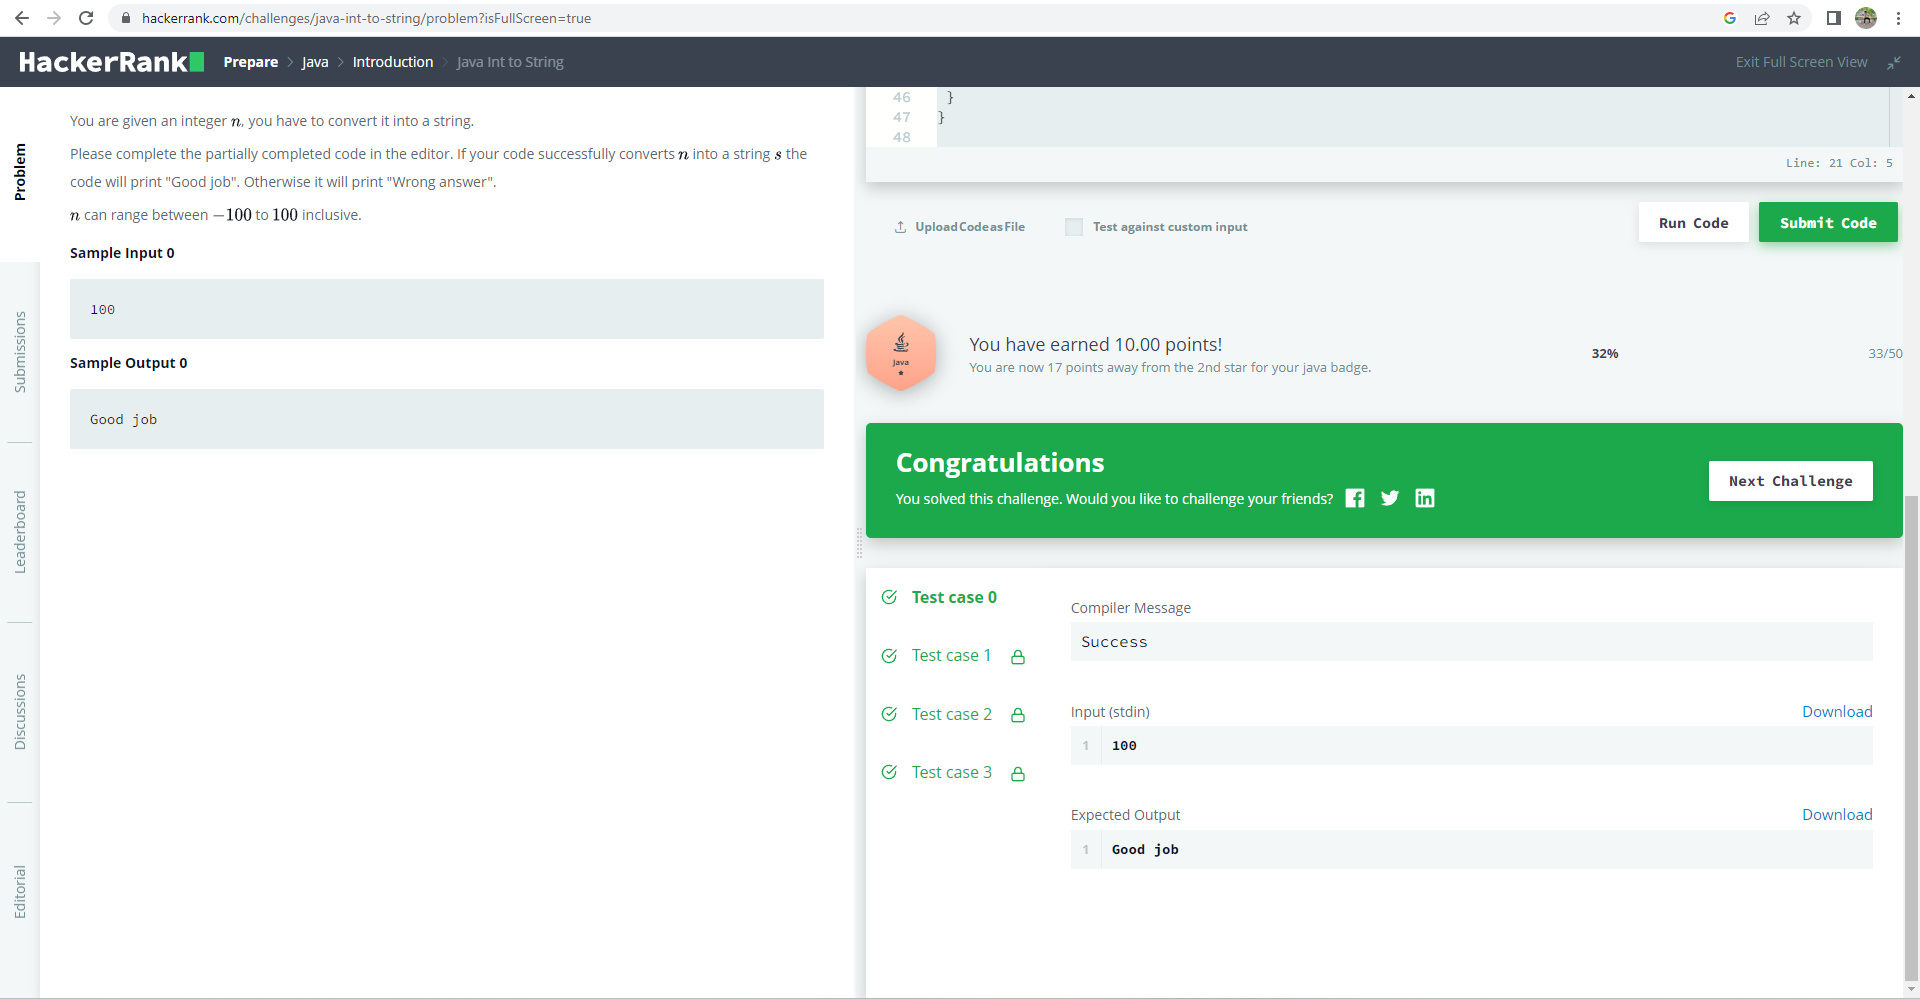 hackerrank.com/challenges/java-int-to-string/problem?isFullScreen=true
HackerRank
Prepare > Java > Introduction > Java Int to String
Exit Full Screen View
Problem
Submissions
Leaderboard
Discussions
Editorial
You are given an integer n, you have to convert it into a string.
Please complete the partially completed code in the editor. If your code successfully converts n into a string s the
code will print "Good job". Otherwise it will print "Wrong answer".
n can range between −100 to 100 inclusive.
Sample Input 0
100
Sample Output 0
Good job
46 }
47 }
48
Line: 21 Col: 5
Upload Code as File
Test against custom input
Run Code
Submit Code
Java
You have earned 10.00 points!
You are now 17 points away from the 2nd star for your java badge.
32%
33/50
Congratulations
You solved this challenge. Would you like to challenge your friends?
Next Challenge
Test case 0
Test case 1
Test case 2
Test case 3
Compiler Message
Success
Input (stdin)
Download
1 100
Expected Output
Download
1 Good job